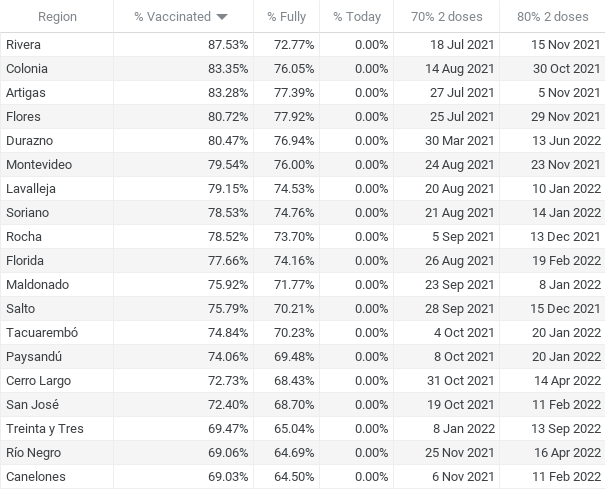 Region % Vaccinated % Fully % Today 70% 2 doses 80% 2 doses
Rivera 87.53% 72.77% 0.00% 18 Jul 2021 15 Nov 2021
Colonia 83.35% 76.05% 0.00% 14 Aug 2021 30 Oct 2021
Artigas 83.28% 77.39% 0.00% 27 Jul 2021 5 Nov 2021
Flores 80.72% 77.92% 0.00% 25 Jul 2021 29 Nov 2021
Durazno 80.47% 76.94% 0.00% 30 Mar 2021 13 Jun 2022
Montevideo 79.54% 76.00% 0.00% 24 Aug 2021 23 Nov 2021
Lavalleja 79.15% 74.53% 0.00% 20 Aug 2021 10 Jan 2022
Soriano 78.53% 74.76% 0.00% 21 Aug 2021 14 Jan 2022
Rocha 78.52% 73.70% 0.00% 5 Sep 2021 13 Dec 2021
Florida 77.66% 74.16% 0.00% 26 Aug 2021 19 Feb 2022
Maldonado 75.92% 71.77% 0.00% 23 Sep 2021 8 Jan 2022
Salto 75.79% 70.21% 0.00% 28 Sep 2021 15 Dec 2021
Tacuarembó 74.84% 70.23% 0.00% 4 Oct 2021 20 Jan 2022
Paysandú 74.06% 69.48% 0.00% 8 Oct 2021 20 Jan 2022
Cerro Largo 72.73% 68.43% 0.00% 31 Oct 2021 14 Apr 2022
San José 72.40% 68.70% 0.00% 19 Oct 2021 11 Feb 2022
Treinta y Tres 69.47% 65.04% 0.00% 8 Jan 2022 13 Sep 2022
Río Negro 69.06% 64.69% 0.00% 25 Nov 2021 16 Apr 2022
Canelones 69.03% 64.50% 0.00% 6 Nov 2021 11 Feb 2022